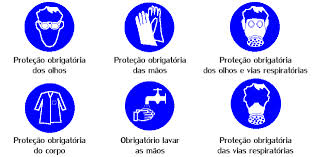 Proteção obrigatória
dos olhos
Proteção obrigatória
das mãos
Proteção obrigatória
dos olhos e vias respiratórias
Proteção obrigatória
do corpo
Obrigatório lavar
as mãos
Proteção obrigatória
das vias respiratórias